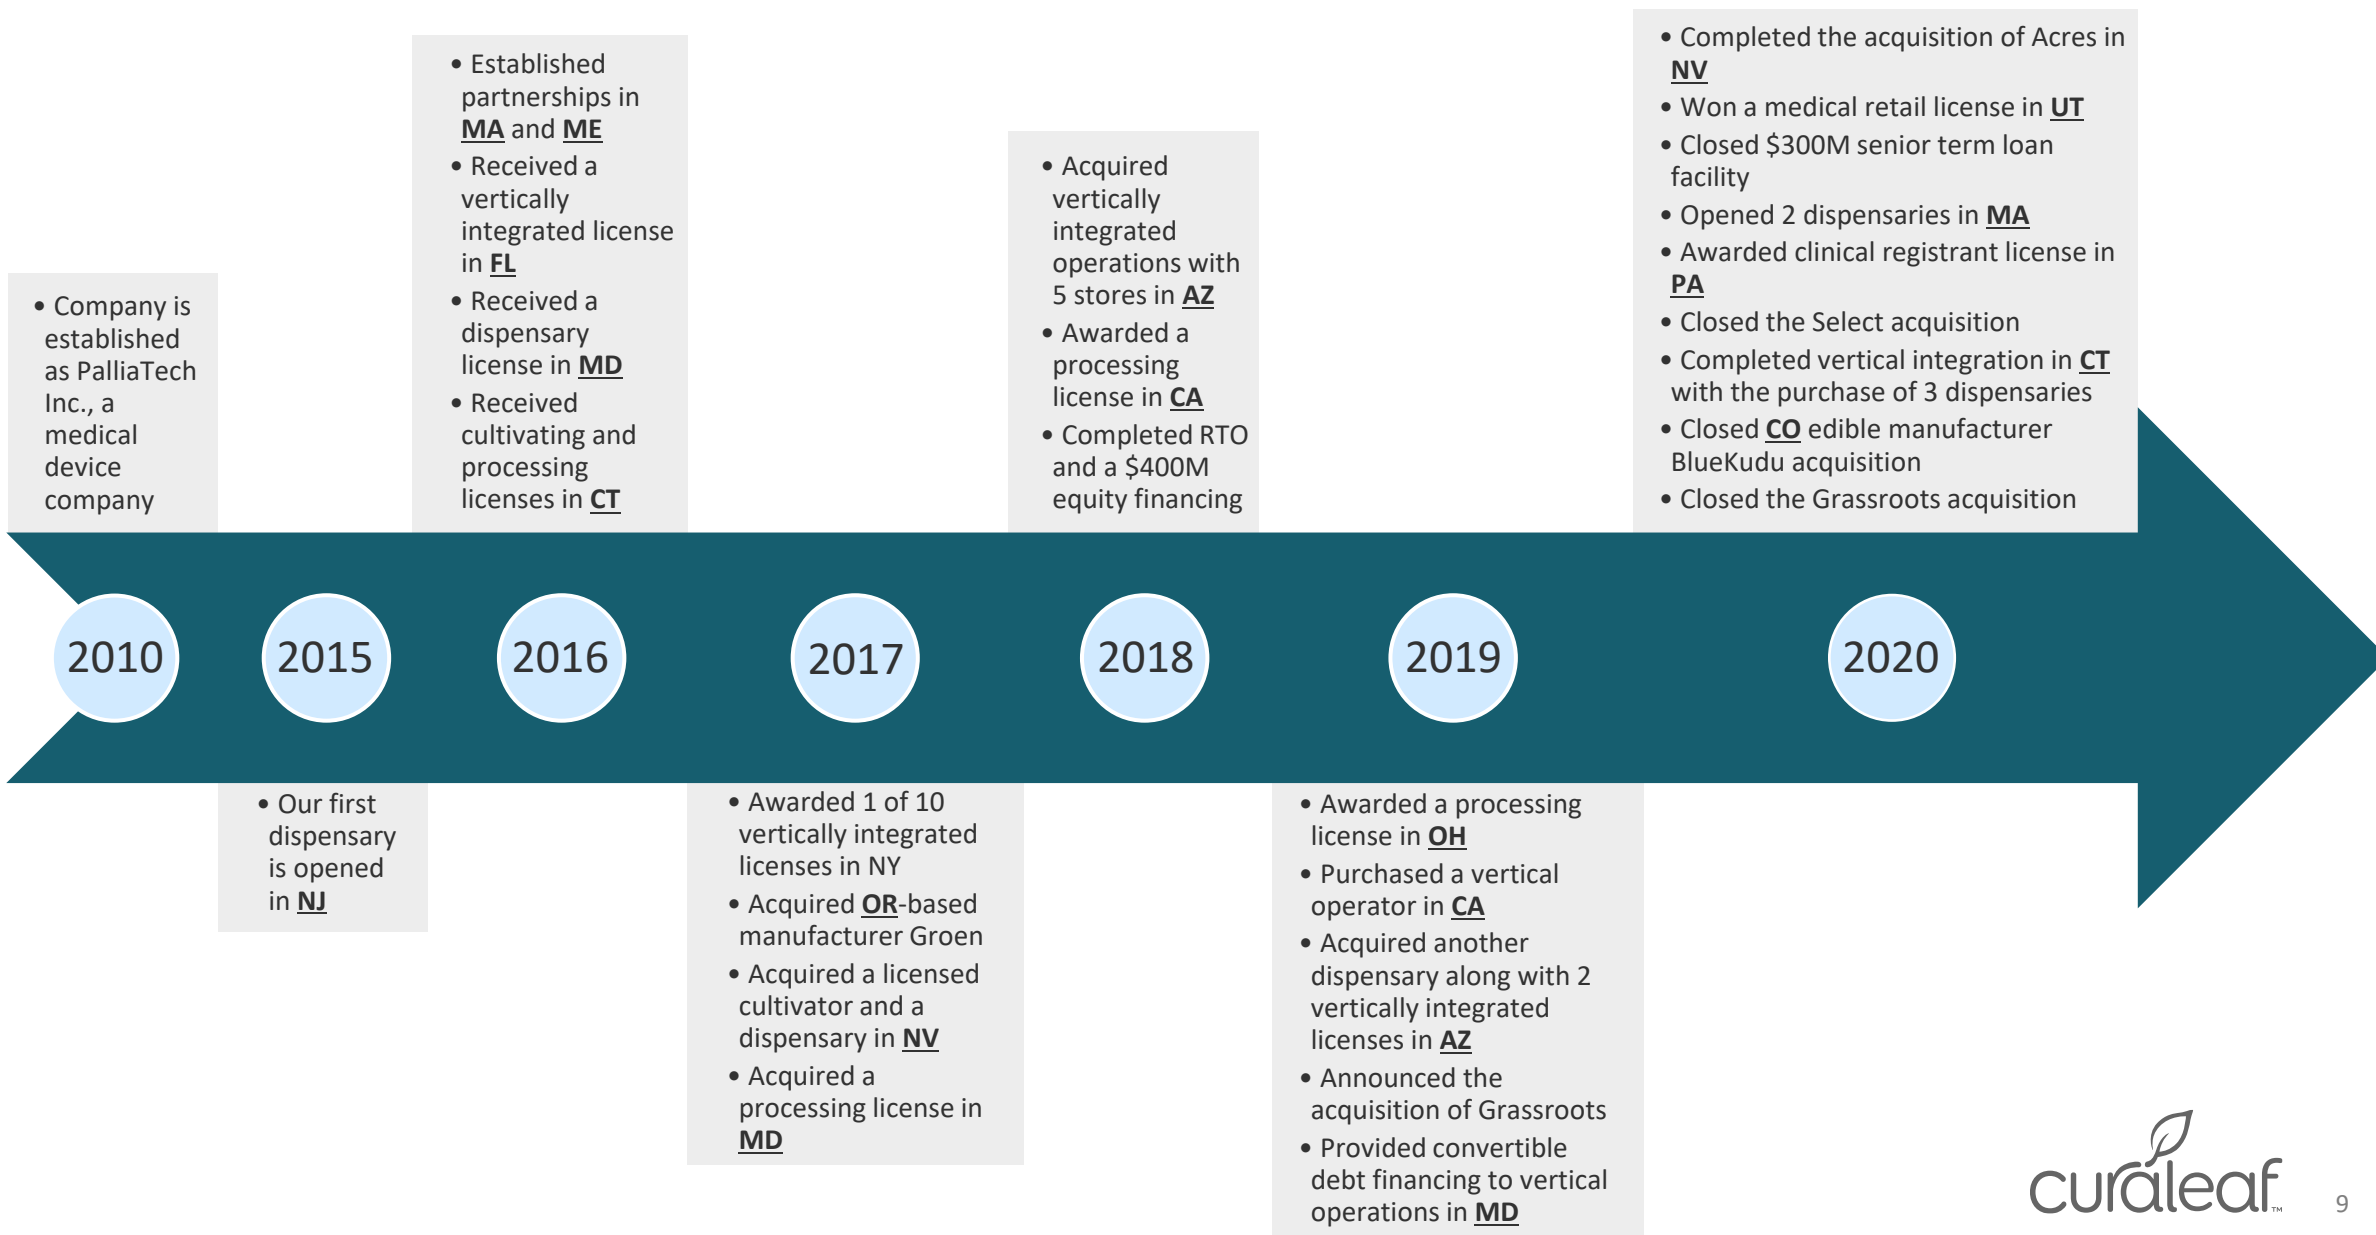 • Company is
established
as PalliaTech
Inc., a
medical
device
company
2010
2015
• Our first
dispensary
is opened
in NJ
• Established
partnerships in
MA and ME
• Received a
vertically
integrated license
in FL
• Received a
dispensary
license in MD
• Received
cultivating and
processing
licenses in CT
2016
2017
• Awarded 1 of 10
vertically integrated
licenses in NY
• Acquired OR-based
manufacturer Groen
• Acquired a licensed
cultivator and a
dispensary in NV
• Acquired a
processing license in
MD
• Acquired
vertically
integrated
operations with
5 stores in AZ
• Awarded a
processing
license in CA
• Completed RTO
and a $400M
equity financing
2018
2019
• Awarded a processing
license in OH
• Purchased a vertical
operator in CA
• Acquired another
dispensary along with 2
vertically integrated
licenses in AZ
• Announced the
acquisition of Grassroots
• Provided convertible
debt financing to vertical
operations in MD
• Completed the acquisition of Acres in
NV
• Won a medical retail license in UT
• Closed $300M senior term loan
facility
• Opened 2 dispensaries in MA
• Awarded clinical registrant license in
PA
• Closed the Select acquisition
• Completed vertical integration in CT
with the purchase of 3 dispensaries
• Closed CO edible manufacturer
BlueKudu acquisition
• Closed the Grassroots acquisition
2020
curaleaf™
9